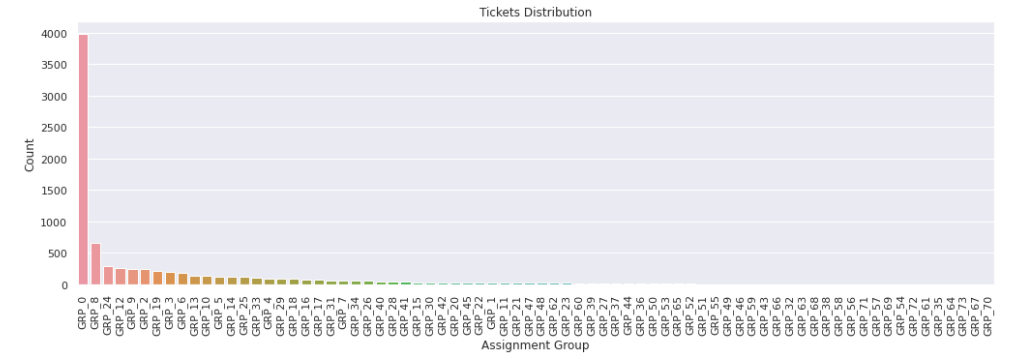 Tickets Distribution
4000
3500
3000
2500
2000
1500
1000
500
0
Count
GRP_0
GRP_8
GRP_24
GRP_12
GRP_9
GRP_2
GRP_19
GRP_3
GRP_6
GRP_13
GRP_10
GRP_5
GRP_14
GRP_25
GRP_33
GRP_4
GRP_29
GRP_18
GRP_16
GRP_17
GRP_31
GRP_7
GRP_34
GRP_26
GRP_40
GRP_28
GRP_41
GRP_15
GRP_30
GRP_42
GRP_20
GRP_45
GRP_22
GRP_1
GRP_11
GRP_21
GRP_47
GRP_48
GRP_62
GRP_23
GRP_60
GRP_39
GRP_27
GRP_37
GRP_44
GRP_36
GRP_50
GRP_53
GRP_65
GRP_52
GRP_51
GRP_55
GRP_49
GRP_46
GRP_59
GRP_43
GRP_66
GRP_32
GRP_63
GRP_68
GRP_38
GRP_58
GRP_56
GRP_71
GRP_57
GRP_69
GRP_54
GRP_72
GRP_61
GRP_35
GRP_64
GRP_73
GRP_67
GRP_70
Assignment Group